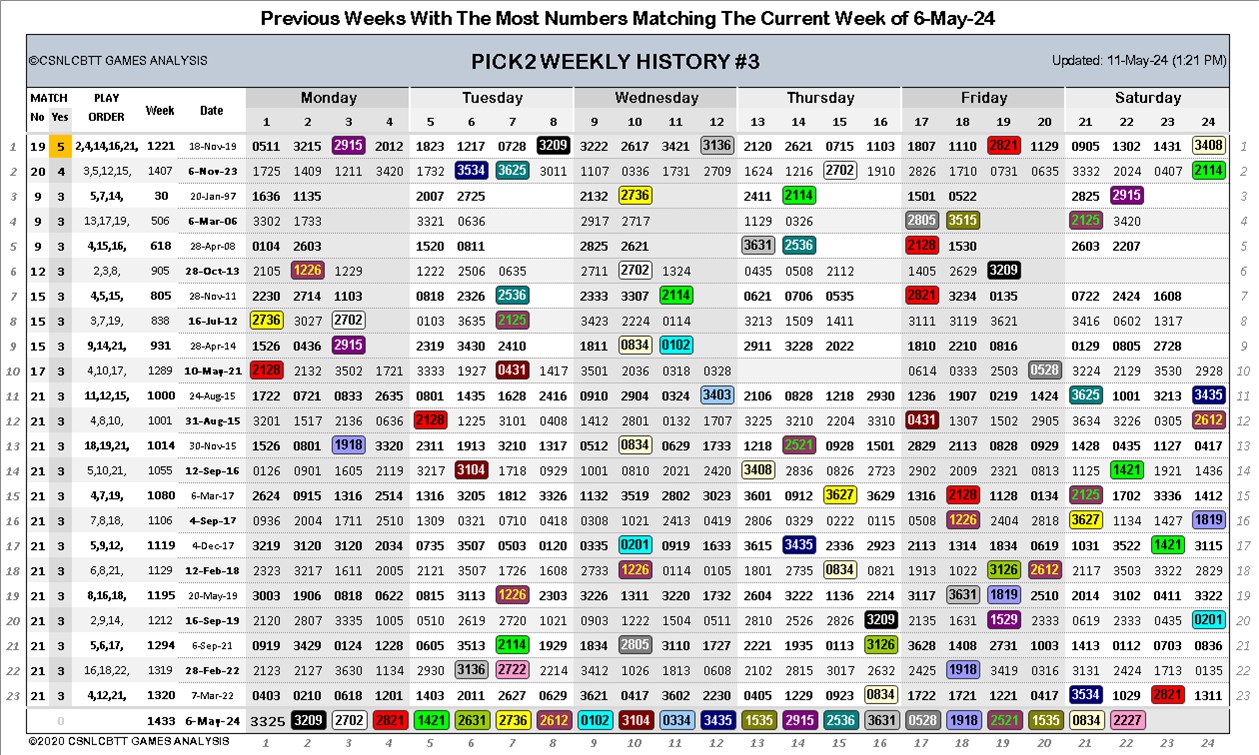 Previous Weeks With The Most Numbers Matching The Current Week of 6-May-24
©CSNLCBTT GAMES ANALYSIS PICK2 WEEKLY HISTORY #3 Updated: 11-May-24 (1:21 PM)
MATCH PLAY Week Date Monday Tuesday Wednesday Thursday Friday Saturday
No Yes ORDER 1 2 3 4 5 6 7 8 9 10 11 12 13 14 15 16 17 18 19 20 21 22 23 24
1 19 5 2,4,14,16,21, 1221 18-Nov-19 0511 3215 2915 2012 1823 1217 0728 3209 3222 2617 3421 3136 2120 2621 0715 1103 1807 1110 2821 1129 0905 1302 1431 3408 1
2 20 4 3,5,12,15, 1407 6-Nov-23 1725 1409 1211 3420 1732 3534 3625 3011 1107 0336 1731 2709 1624 1216 2702 1910 2826 1710 0731 0635 3332 2024 0407 2114 2
3 9 3 5,7,14, 30 20-Jan-97 1636 1135 2007 2725 2132 2736 2411 2114 1501 0522 2825 2915 3
4 9 3 13,17,19, 506 6-Mar-06 3302 1733 3321 0636 2917 2717 1129 0326 2805 3515 2125 3420 4
5 9 3 4,15,16, 618 28-Apr-08 0104 2603 1520 0811 2825 2621 3631 2536 2128 1530 2603 2207 5
6 12 3 2,3,8, 905 28-Oct-13 2105 1226 1229 1222 2506 0635 2711 2702 1324 0435 0508 2112 1405 2629 3209 6
7 15 3 4,5,15, 805 28-Nov-11 2230 2714 1103 0818 2326 2536 2333 3307 2114 0621 0706 0535 2821 3234 0135 0722 2424 1608 7
8 15 3 3,7,19, 838 16-Jul-12 2736 3027 2702 0103 3635 2125 3423 2224 0114 3213 1509 1411 3111 3119 3621 3416 0602 1317 8
9 15 3 9,14,21, 931 28-Apr-14 1526 0436 2915 2319 3430 2410 1811 0834 0102 2911 3228 2022 1810 2210 0816 0129 0805 2728 9
10 17 3 4,10,17, 1289 10-May-21 2128 2132 3502 1721 3333 1927 0431 1417 3501 2036 0318 0328 0614 0333 2503 0528 3224 2129 3530 2928 10
11 21 3 11,12,15, 1000 24-Aug-15 1722 0721 0833 2635 0801 1435 1628 2416 0910 2904 0324 3403 2106 0828 1218 2930 1236 1907 0219 1424 3625 1001 3213 3435 11
12 21 3 4,8,10, 1001 31-Aug-15 3201 1517 2136 0636 2128 1225 3101 0408 1412 2801 0132 1707 3225 3210 2204 3310 0431 1307 1502 2905 3634 3226 0305 2612 12
13 21 3 18,19,21, 1014 30-Nov-15 1526 0801 1918 3320 2311 1913 3210 1317 0512 0834 0629 1733 1218 2521 0928 1501 2829 2113 0828 0929 1428 0435 1127 0417 13
14 21 3 5,10,21, 1055 12-Sep-16 0126 0901 1605 2119 3217 3104 1718 0929 1001 0810 2021 2420 3408 2836 0826 2723 2902 2009 2321 0813 1125 1421 1921 1436 14
15 21 3 4,7,19, 1080 6-Mar-17 2624 0915 1316 2514 1316 3205 1812 3326 1132 3519 2802 3023 3601 0912 3627 3629 1316 2128 1128 0134 2125 1702 3336 1412 15
16 21 3 7,8,18, 1106 4-Sep-17 0936 2004 1711 2510 1309 0321 0710 0418 0308 1021 2413 0419 2806 0329 0222 0115 0508 1226 2404 2818 3627 1134 1427 1819 16
17 21 3 5,9,12, 1119 4-Dec-17 3219 3120 3120 2034 0735 3507 0503 0120 0335 0201 0919 1633 3615 3435 2336 2923 2113 1314 1834 0619 1031 3522 1421 3115 17
18 21 3 6,8,21, 1129 12-Feb-18 2323 3217 1611 2005 2121 3507 1726 1608 2733 1226 0114 0105 1801 2735 0834 0821 1913 1022 3126 2612 2117 3503 3322 2829 18
19 21 3 8,16,18, 1195 20-May-19 3003 1906 0818 0622 0815 3113 1226 2303 3226 1311 3220 1732 2604 3222 1136 2214 3117 3631 1819 2510 2014 3102 0411 3322 19
20 21 3 2,9,14, 1212 16-Sep-19 2120 2807 3335 1005 0510 2619 2720 1021 0903 1222 1504 0511 2810 2526 2826 3209 2135 1631 1529 2333 0619 2333 0435 0201 20
21 21 3 5,6,17, 1294 6-Sep-21 0919 3429 0124 1228 0605 3513 2114 1929 1834 2805 3110 1727 2221 1935 0113 3126 3628 1408 2731 1003 1413 0112 0703 0836 21
22 21 3 16,18,22, 1319 28-Feb-22 2123 2127 3630 1134 2930 3136 2722 2214 3412 1026 1813 0608 2102 2815 3017 2632 2425 1918 3419 0316 3131 2424 1713 0135 22
23 21 3 4,12,21, 1320 7-Mar-22 0403 0210 0618 1201 1403 2011 2627 0629 3621 0417 3602 2230 0405 1229 0923 0834 1722 1721 1221 0417 3534 1029 2821 1311 23
0 1433 6-May-24 3325 3209 2702 2821 1421 2631 2736 2612 0102 3104 0334 3435 1535 2915 2536 3631 0528 1918 2521 1535 0834 2227
©2020 CSNLCBTT GAMES ANALYSIS 1 2 3 4 5 6 7 8 9 10 11 12 13 14 15 16 17 18 19 20 21 22 23 24